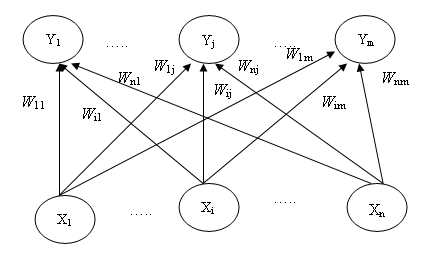 Y1 ..... Yj ..... Ym
Wn1 W1j Wnj W1m
W11 Wi1 Wij Wim Wnm
X1 ..... Xi ..... Xn